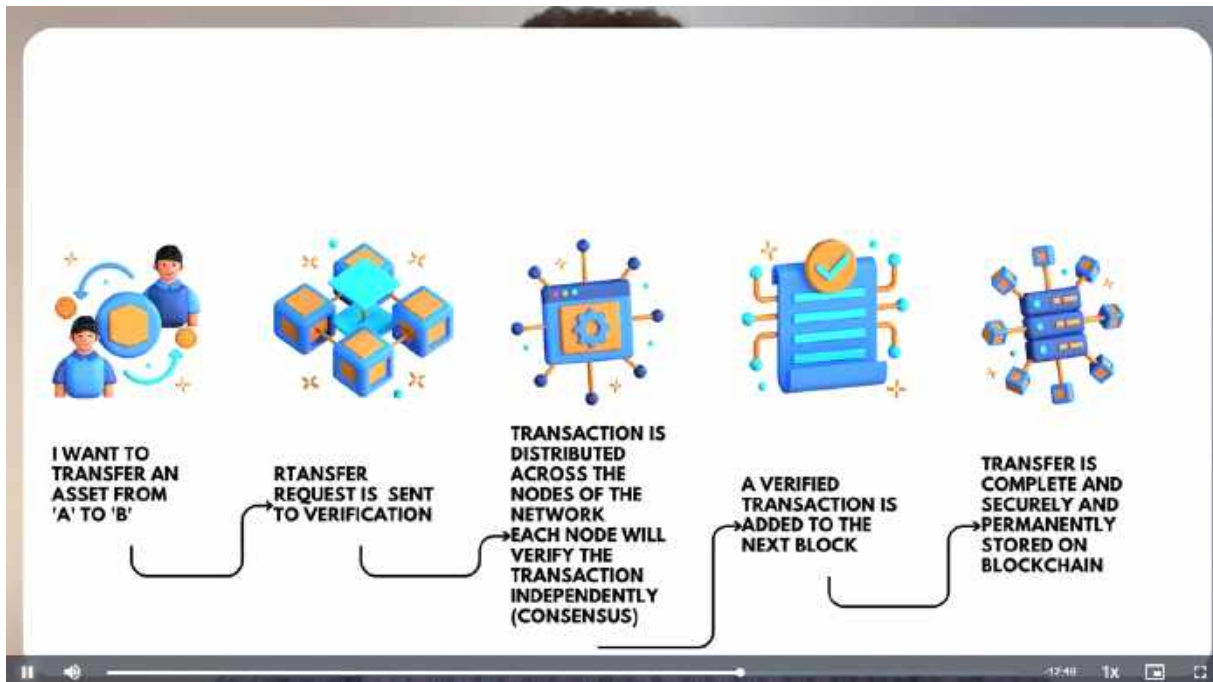 I WANT TO
TRANSFER AN
ASSET FROM
'A' TO 'B'
RTANSFER
REQUEST IS SENT
TO VERIFICATION
TRANSACTION IS
DISTRIBUTED
ACROSS THE
NODES OF THE
NETWORK
EACH NODE WILL
VERIFY THE
TRANSACTION
INDEPENDENTLY
(CONSENSUS)
A VERIFIED
TRANSACTION IS
ADDED TO THE
NEXT BLOCK
TRANSFER IS
COMPLETE AND
SECURELY AND
PERMANENTLY
STORED ON
BLOCKCHAIN
1x